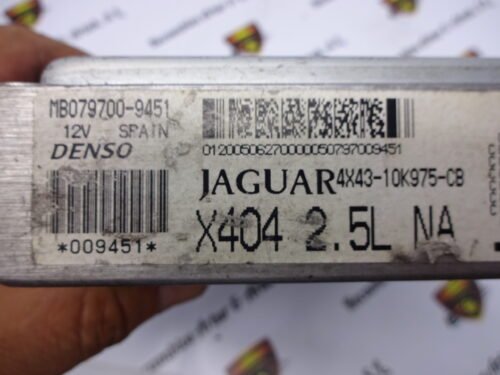 MB079700-9451
12V SPAIN
DENSO
*009451*
01200506270000050797009451
JAGUAR 4X43-10K975-CB
X404 2.5L NA